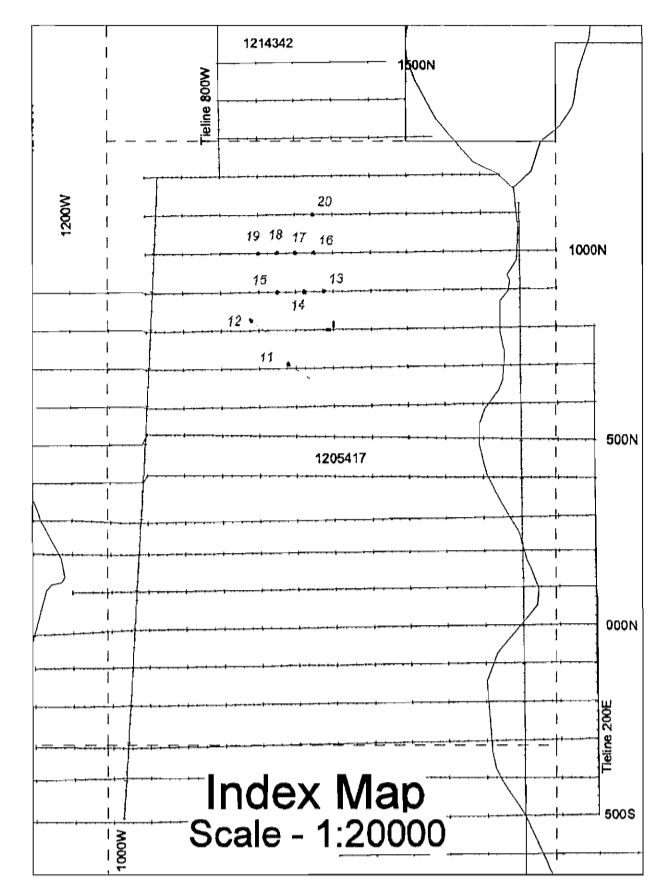 1214342
1500N
Tieline 800W
1200W
20
19 18 17 16
1000N
15 13
14
12
11
500N
1205417
000N
Tieline 200E
Index Map
Scale - 1:20000
500S
1000W